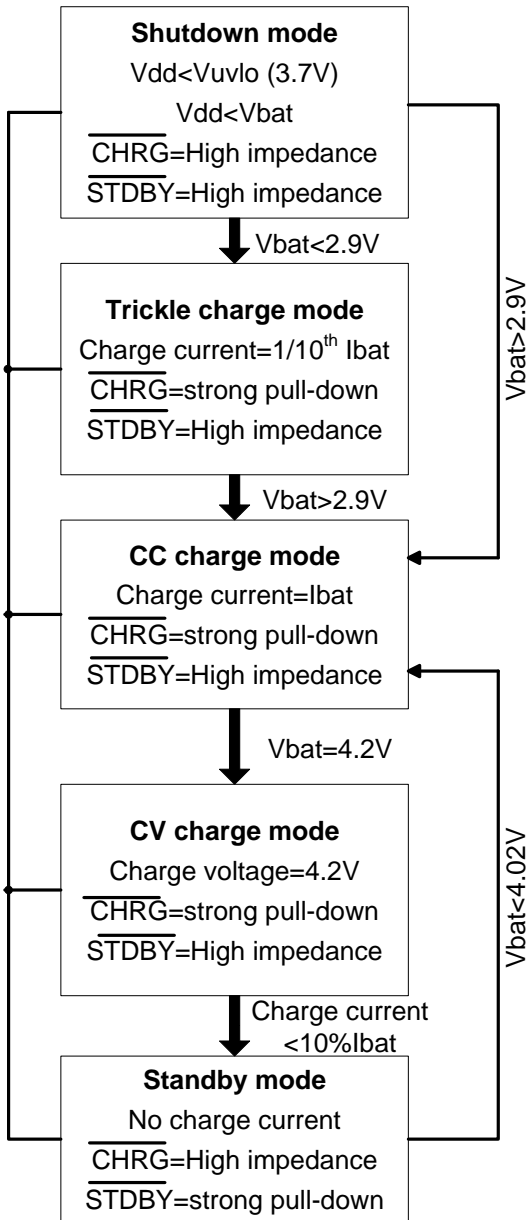 Shutdown mode
Vdd<Vuvlo (3.7V)
Vdd<Vbat
CHRG=High impedance
STDBY=High impedance
Vbat<2.9V
Vbat>2.9V
Trickle charge mode
Charge current=1/10th Ibat
CHRG=strong pull-down
STDBY=High impedance
Vbat>2.9V
CC charge mode
Charge current=Ibat
CHRG=strong pull-down
STDBY=High impedance
Vbat=4.2V
CV charge mode
Charge voltage=4.2V
CHRG=strong pull-down
STDBY=High impedance
Vbat<4.02V
Charge current
<10%Ibat
Standby mode
No charge current
CHRG=High impedance
STDBY=strong pull-down